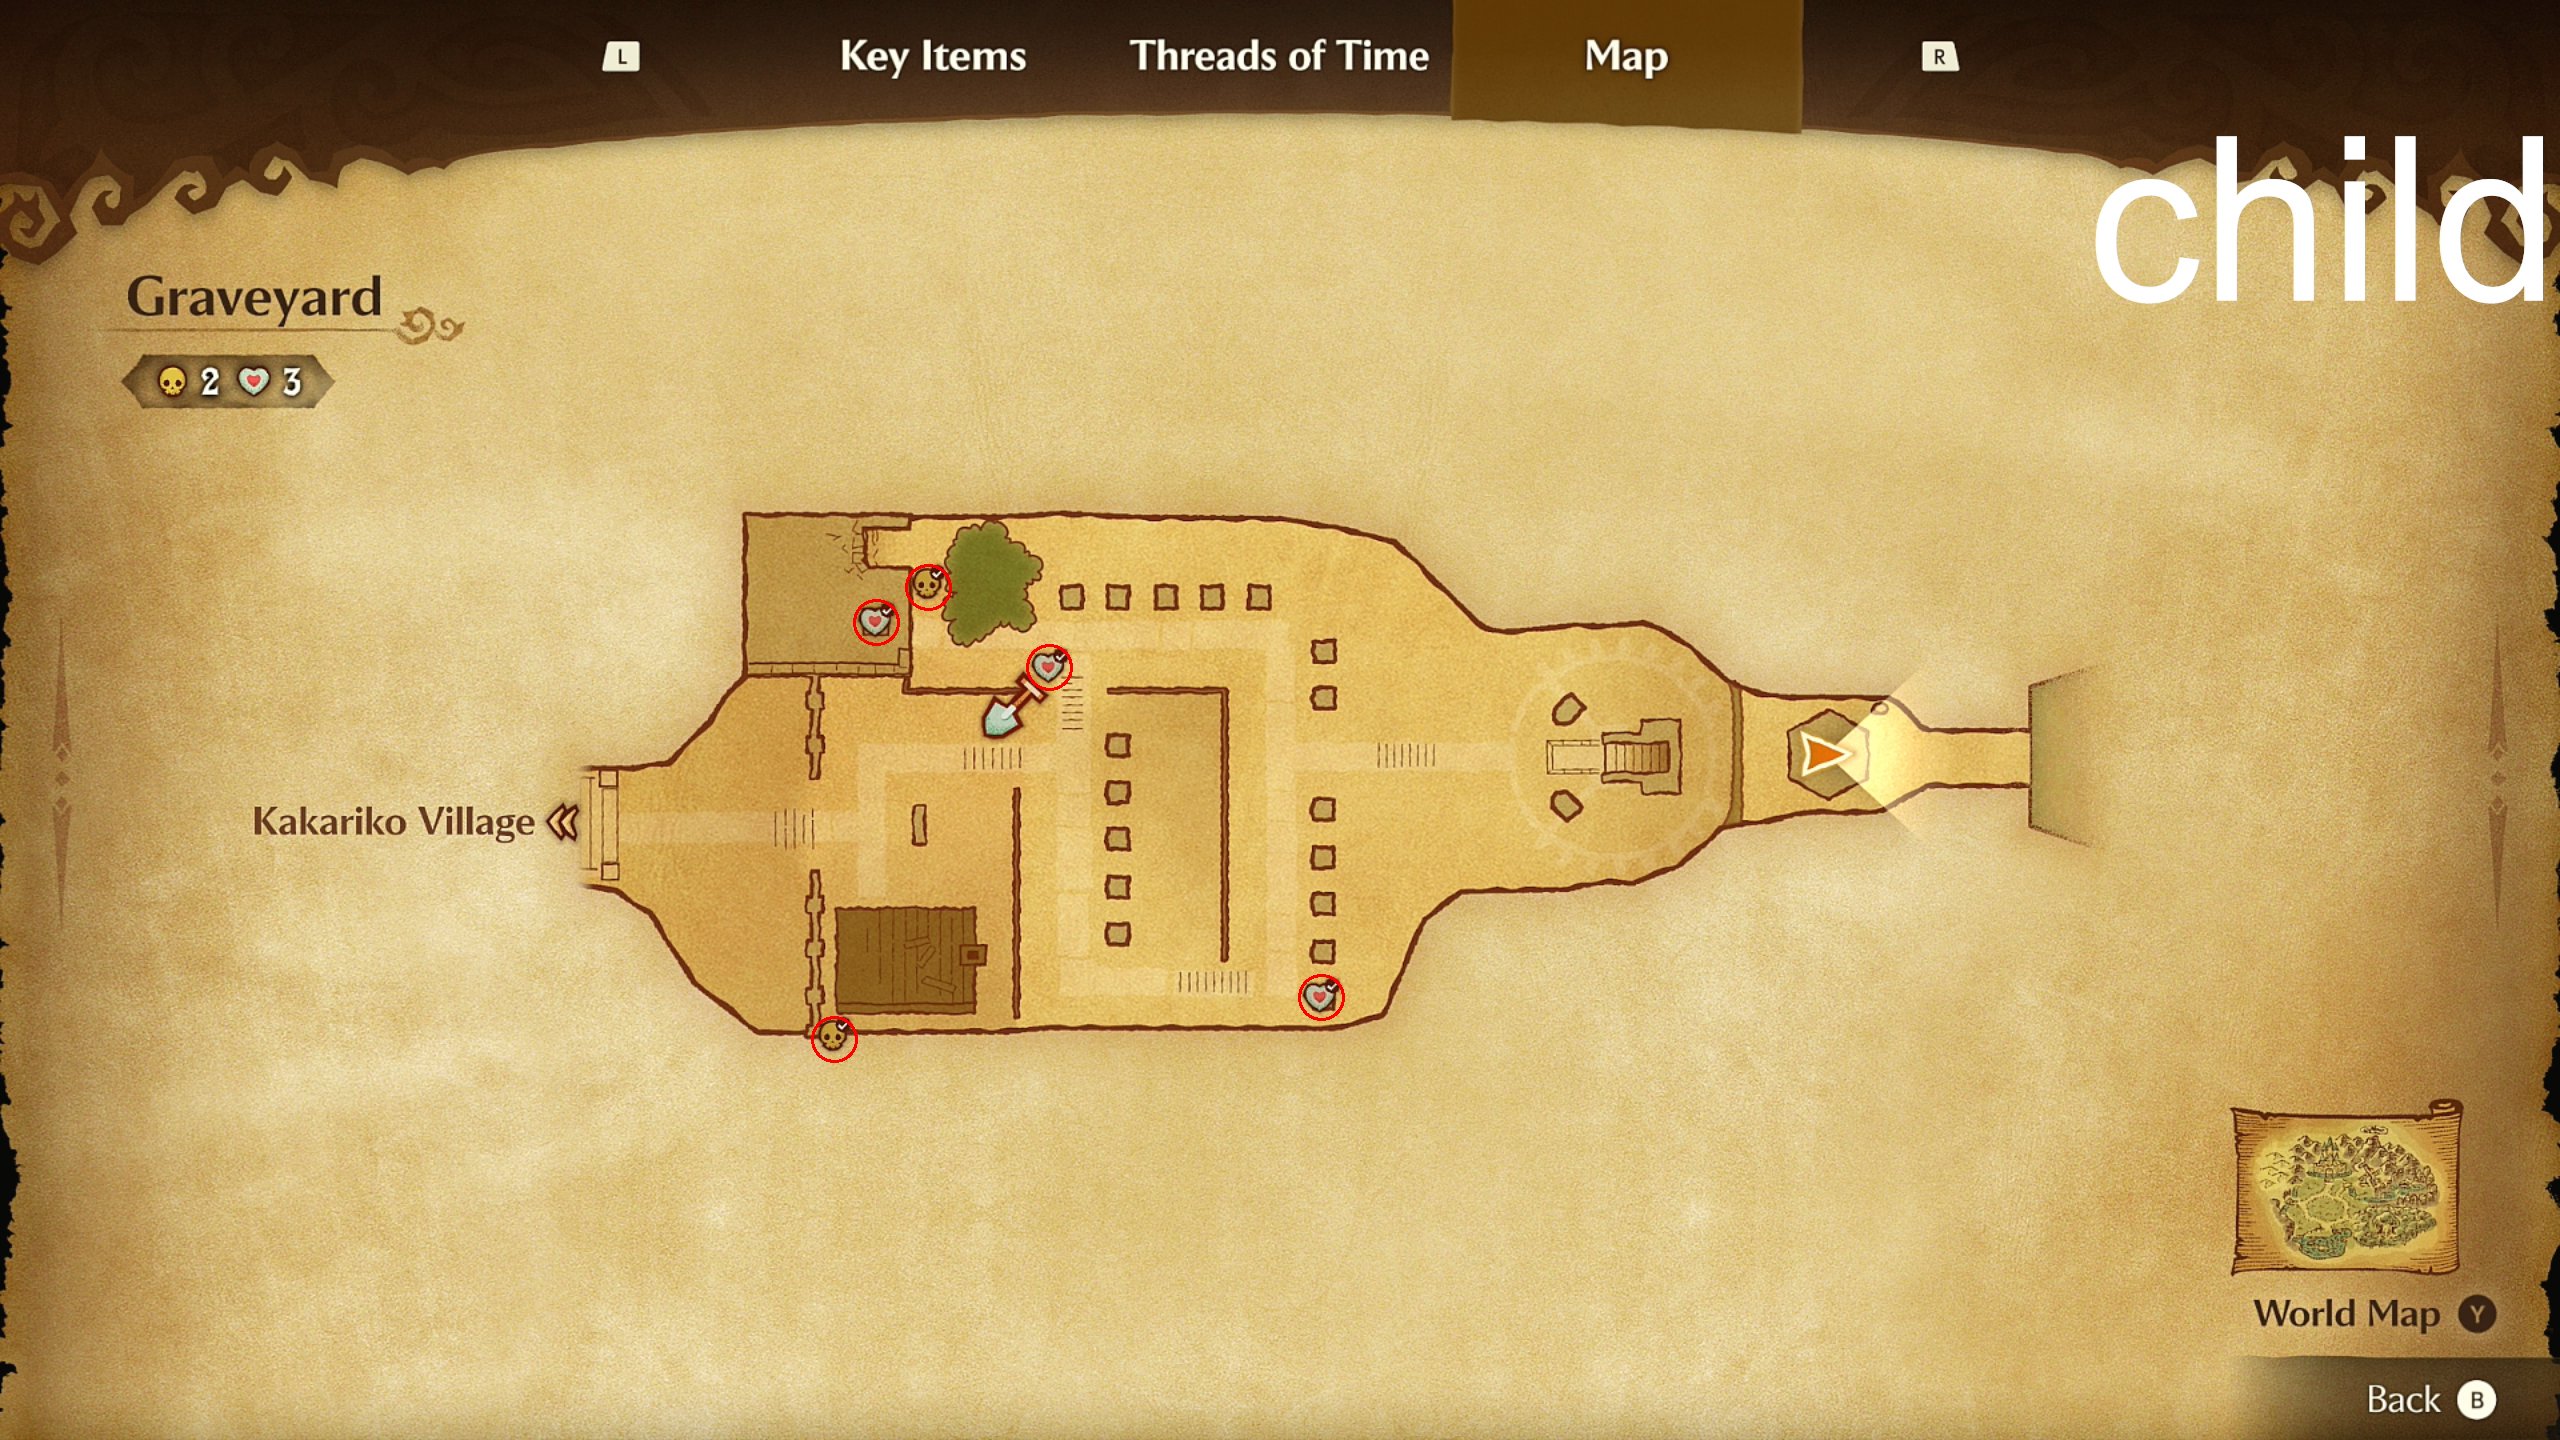 L Key Items Threads of Time Map R
child
Graveyard
2 3
Kakariko Village
World Map Y
Back B